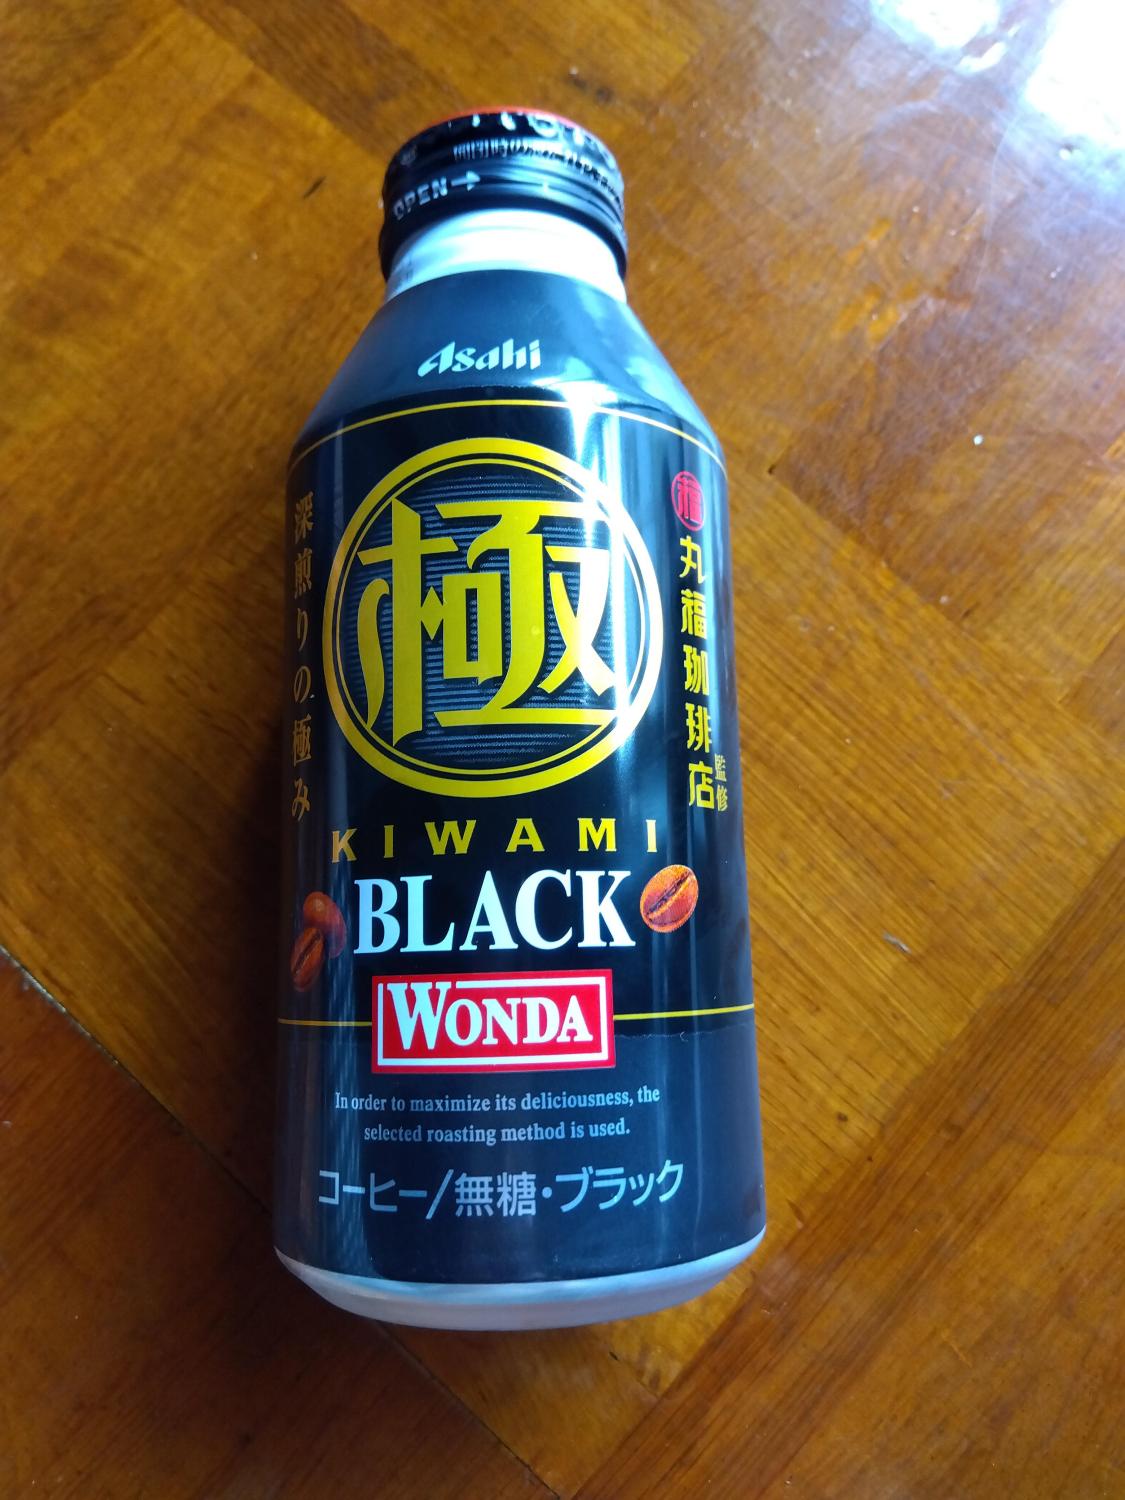 OPEN
Asahi
極
深煎りの極み
福
丸福珈琲店
監修
KIWAMI
BLACK
WONDA
In order to maximize its deliciousness, the
selected roasting method is used.
コーヒー/無糖・ブラック